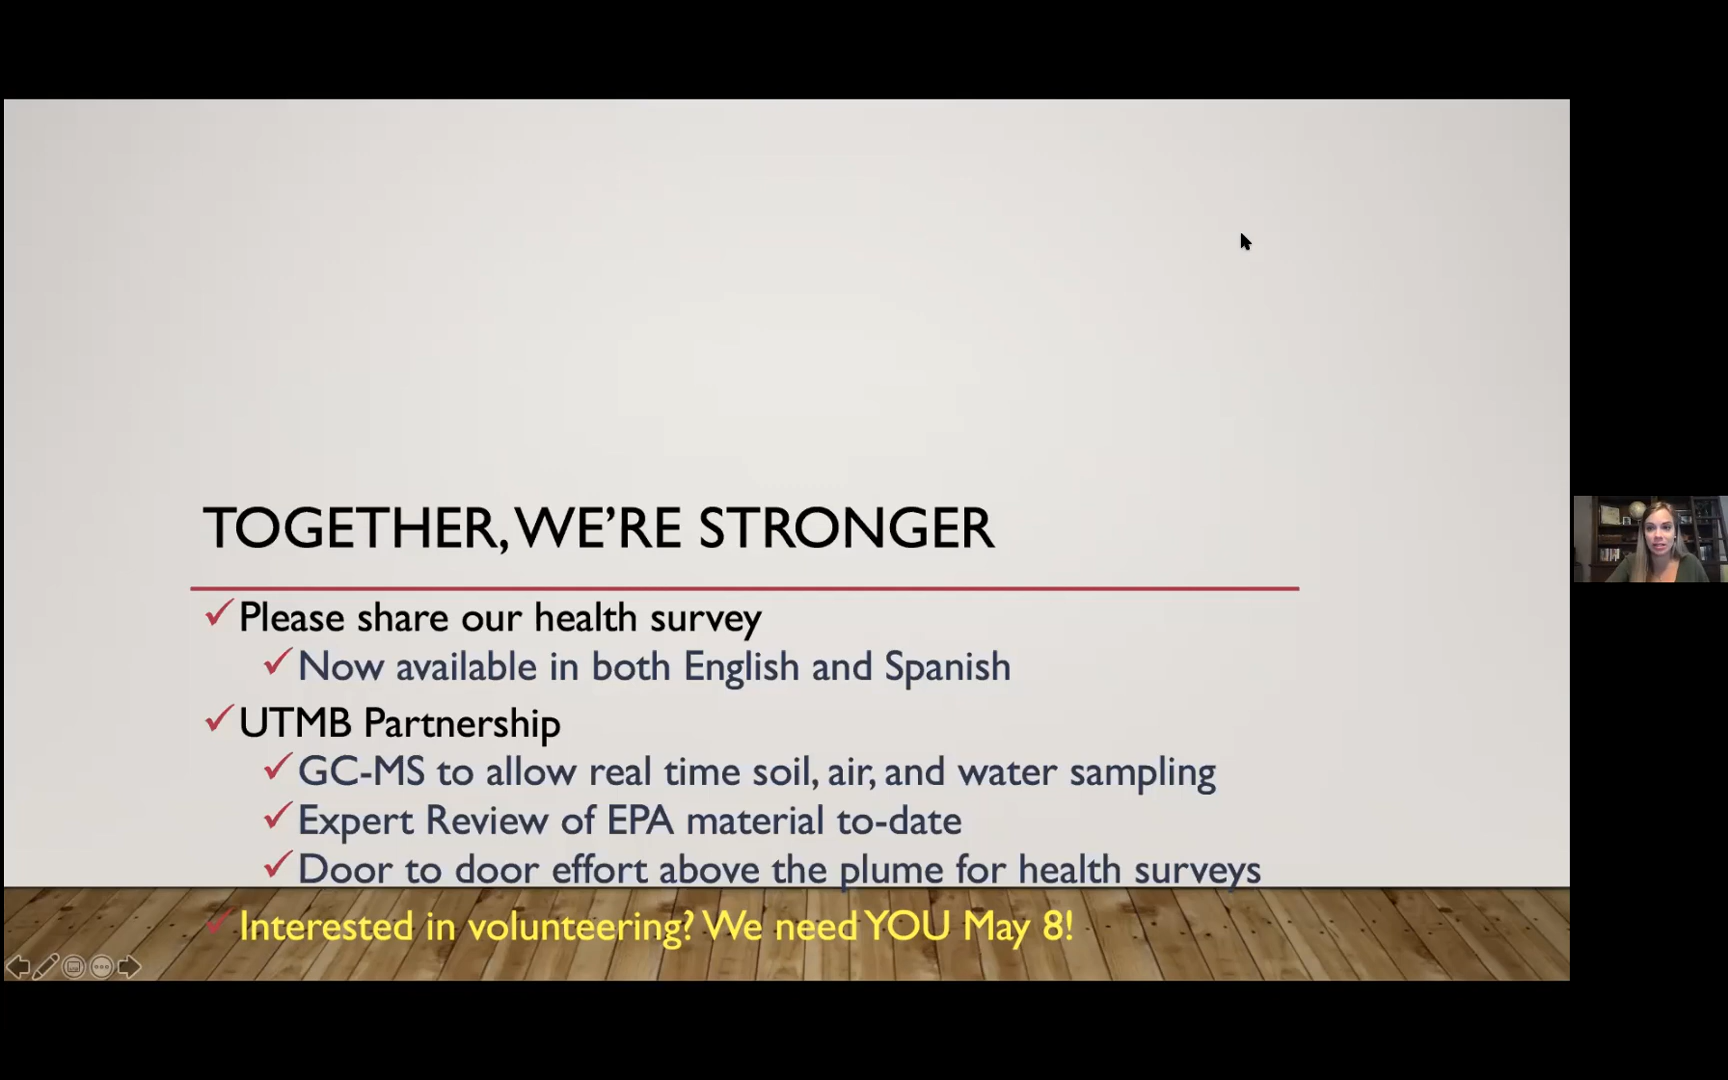 TOGETHER, WE’RE STRONGER
Please share our health survey
Now available in both English and Spanish
UTMB Partnership
GC-MS to allow real time soil, air, and water sampling
Expert Review of EPA material to-date
Door to door effort above the plume for health surveys
Interested in volunteering? We need YOU May 8!